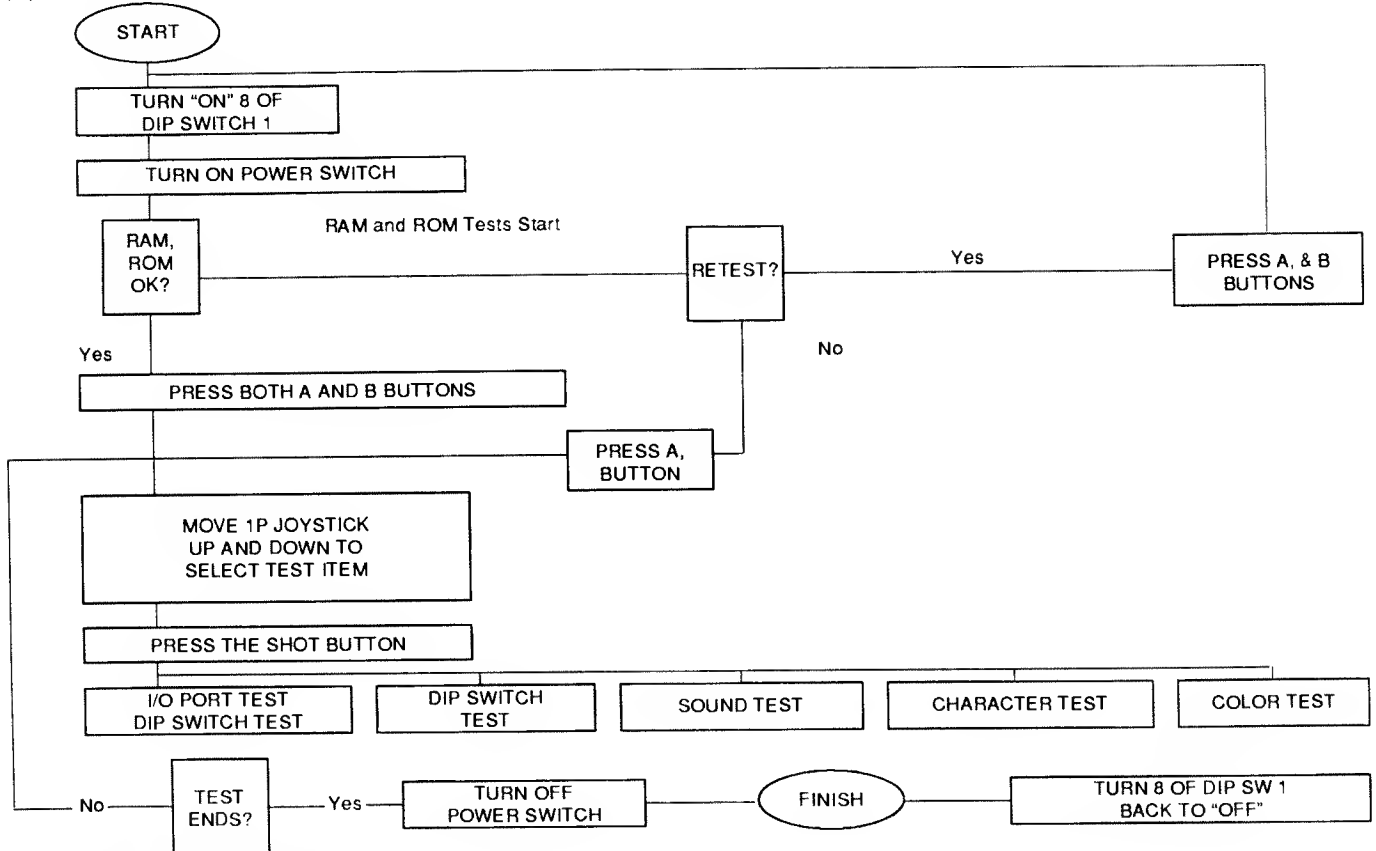 START
TURN “ON” 8 OF
DIP SWITCH 1
TURN ON POWER SWITCH
RAM and ROM Tests Start
RAM,
ROM
OK?
RETEST?
Yes
PRESS A, & B
BUTTONS
Yes
No
PRESS BOTH A AND B BUTTONS
PRESS A,
BUTTON
MOVE 1P JOYSTICK
UP AND DOWN TO
SELECT TEST ITEM
PRESS THE SHOT BUTTON
I/O PORT TEST
DIP SWITCH TEST
DIP SWITCH
TEST
SOUND TEST
CHARACTER TEST
COLOR TEST
No
TEST
ENDS?
Yes
TURN OFF
POWER SWITCH
FINISH
TURN 8 OF DIP SW 1
BACK TO “OFF”